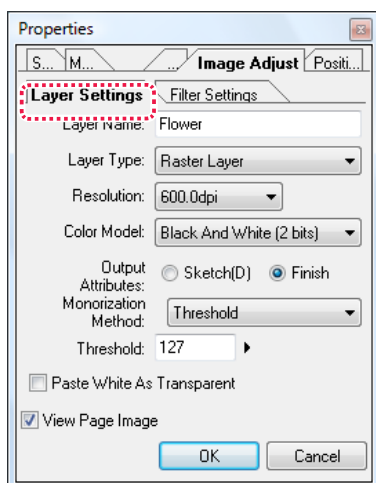 Properties
S... M... ... Image Adjust Positi...
Layer Settings Filter Settings
Layer Name: Flower
Layer Type: Raster Layer
Resolution: 600.0dpi
Color Model: Black And White (2 bits)
Output Attributes: Sketch(D) Finish
Monorization Method: Threshold
Threshold: 127
Paste White As Transparent
View Page Image
OK Cancel